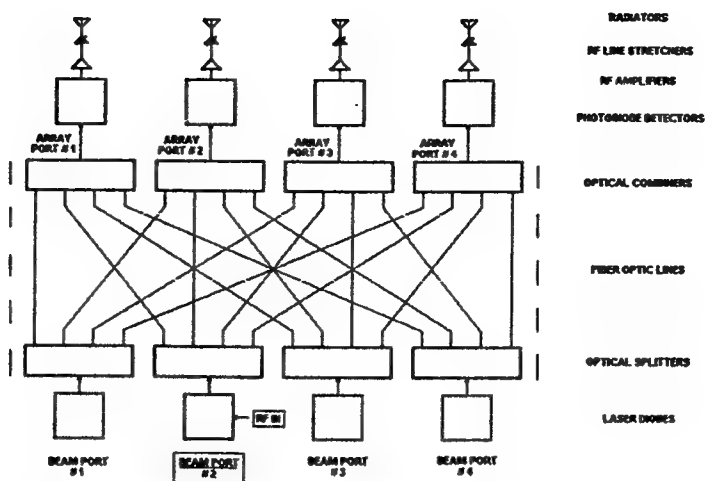 RADIATORS
RF LINE STRETCHERS
RF AMPLIFIERS
PHOTODIODE DETECTORS
ARRAY
PORT #1
ARRAY
PORT #2
ARRAY
PORT #3
ARRAY
PORT #4
OPTICAL COMBINERS
FIBER OPTIC LINES
OPTICAL SPLITTERS
RF IN
LASER DIODES
BEAM PORT
#1
BEAM PORT
#2
BEAM PORT
#3
BEAM PORT
#4